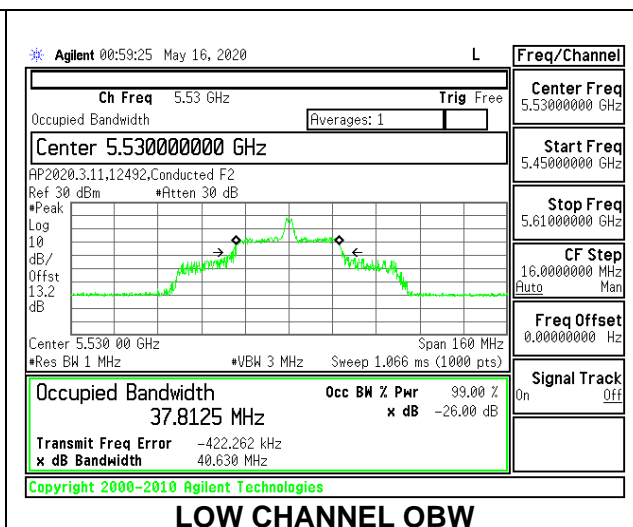 Agilent 00:59:25 May 16, 2020 L
Freq/Channel
Ch Freq 5.53 GHz Trig Free
Occupied Bandwidth Averages: 1
Center 5.530000000 GHz
AP2020.3.11,12492,Conducted F2
Ref 30 dBm #Atten 30 dB
#Peak
Log
10
dB/
Offst
13.2
dB
Center 5.530 00 GHz Span 160 MHz
#Res BW 1 MHz #VBW 3 MHz Sweep 1.066 ms (1000 pts)
Occupied Bandwidth Occ BW % Pwr 99.00 %
37.8125 MHz x dB -26.00 dB
Transmit Freq Error -422.262 kHz
x dB Bandwidth 40.630 MHz
Copyright 2000-2010 Agilent Technologies
Center Freq
5.53000000 GHz
Start Freq
5.45000000 GHz
Stop Freq
5.61000000 GHz
CF Step
16.0000000 MHz
Auto Man
Freq Offset
0.00000000 Hz
Signal Track
On Off
LOW CHANNEL OBW